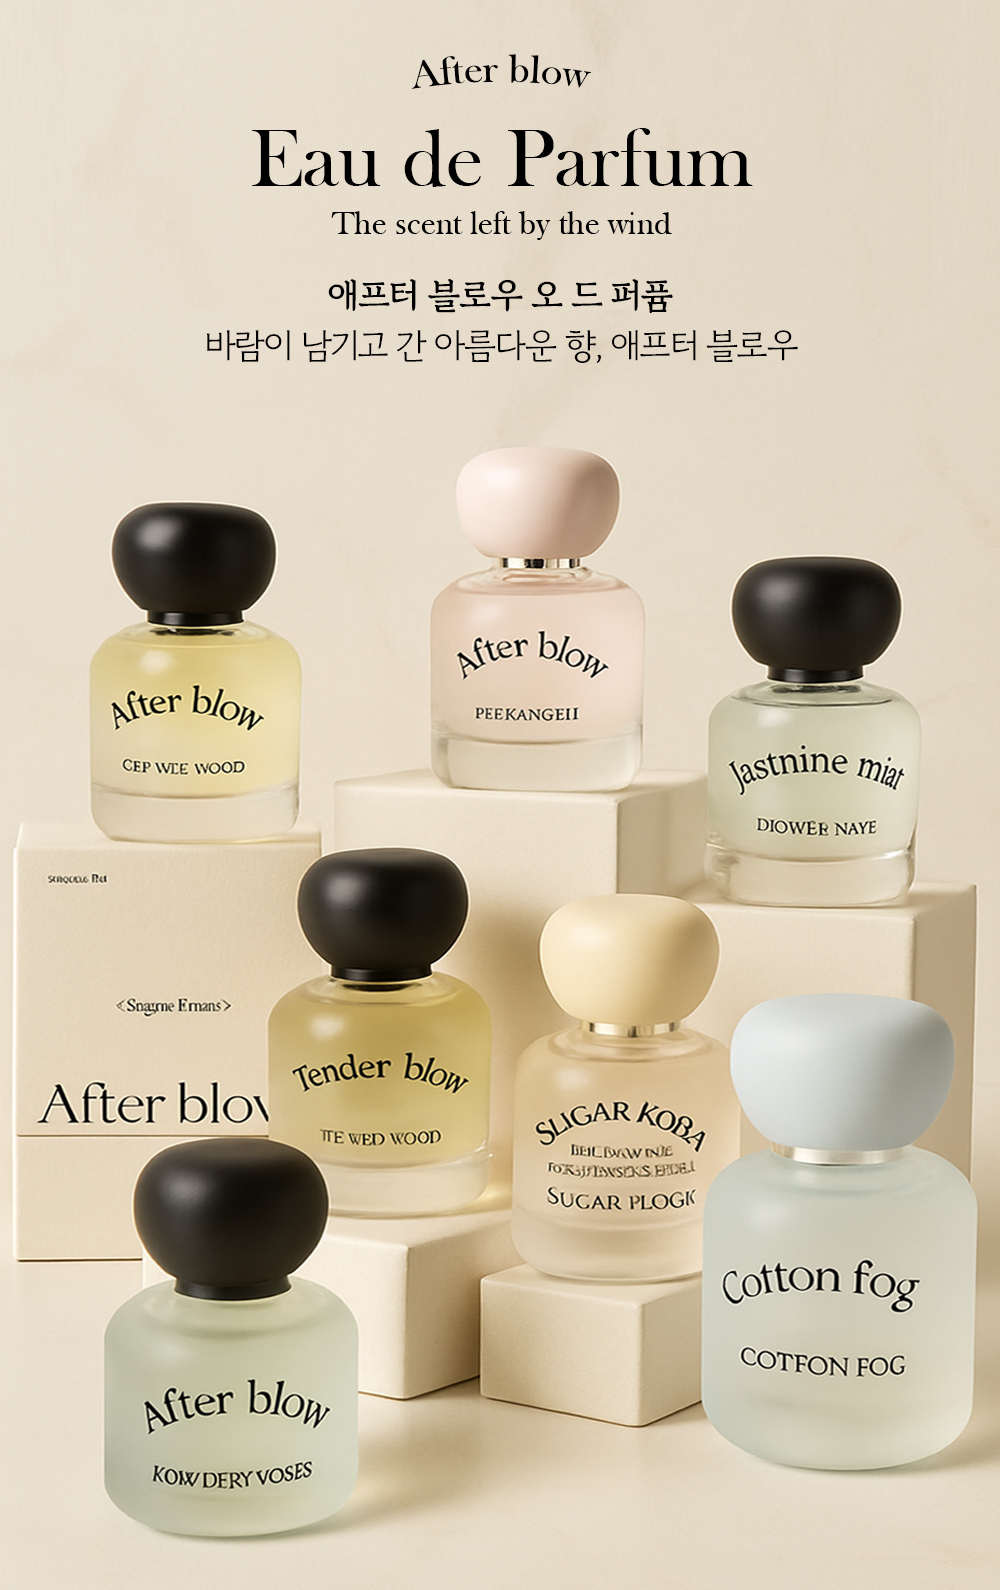 After blow
Eau de Parfum
The scent left by the wind
애프터 블로우 오 드 퍼퓸
바람이 남기고 간 아름다운 향, 애프터 블로우
After blow
PEEKANGEII
After blow
CEP WEE WOOD
Jastnine miat
DIOWER NAYE
<Snagme Emans>
After blow
Tender blow
TTE WED WOOD
SLIGAR KOBA
SUGAR PLOGK
Cotton fog
COTFON FOG
After blow
KOW DERY VOSES